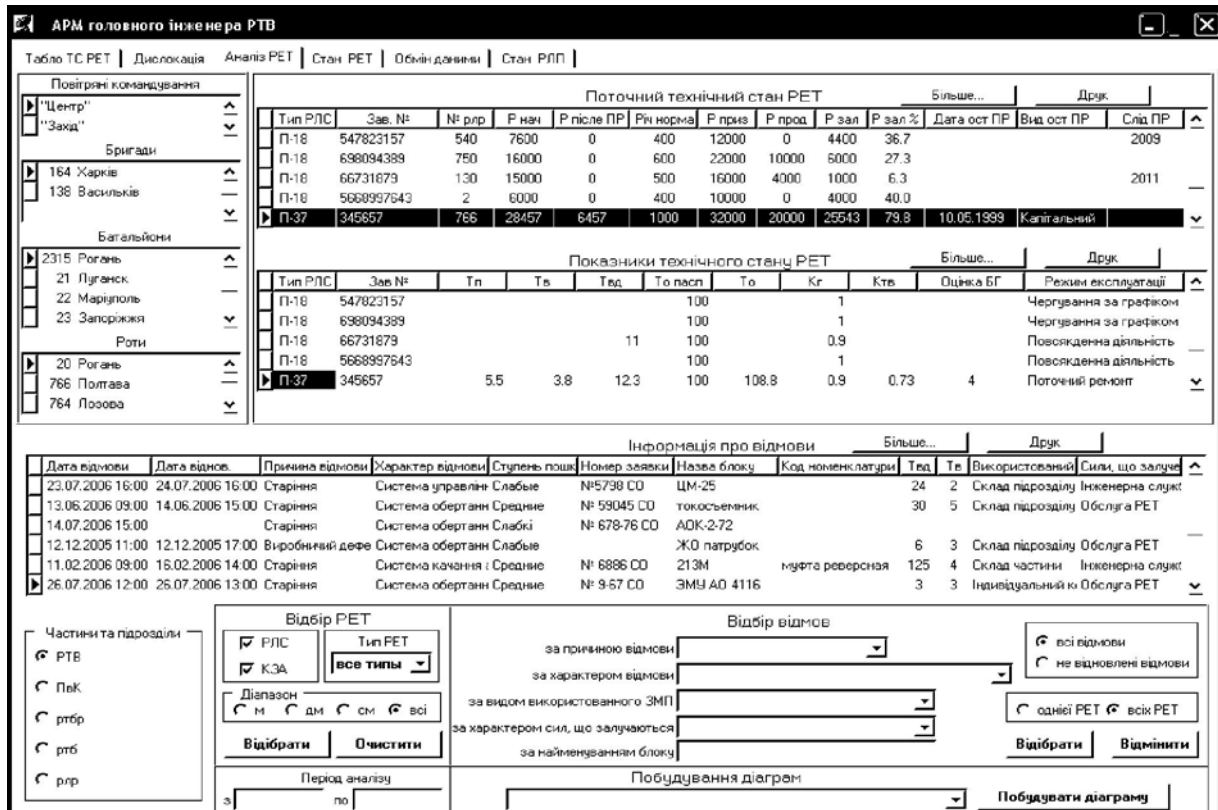 АРМ головного інженера РТВ
Табло ТС РЕТ Дислокація Аналіз РЕТ Стан РЕТ Обмін даними Стан РЛП
Повітряні командування
"Центр"
"Захід"
Бригади
164 Харків
138 Васильків
Батальйони
2315 Рогань
21 Луганск
22 Маріуполь
23 Запоріжжя
Роти
20 Рогань
766 Полтава
764 Лозова
Поточний технічний стан РЕТ Більше... Друк
Тип РЛС Зав. № № рлр Р нач Р після ПР Річ норма Р приз Р прод Р зал Р зал % Дата ост ПР Вид ост ПР Слід ПР
П-18 547823157 540 7600 0 400 12000 0 4400 36.7 2009
П-18 698094389 750 16000 0 600 22000 10000 6000 27.3
П-18 66731879 130 15000 0 500 16000 4000 1000 6.3 2011
П-18 5668997643 2 6000 0 400 10000 0 4000 40.0
П-37 345657 766 28457 6457 1000 32000 20000 25543 79.8 10.05.1999 Капітальний
Показники технічного стану РЕТ Більше... Друк
Тип РЛС Зав № Тп Тв Твд То пасп То Кг Ктв Оцінка БГ Режим експлуатації
П-18 547823157 100 1 Чергування за графіком
П-18 698094389 100 1 Чергування за графіком
П-18 66731879 11 100 0.9 Повсякденна діяльність
П-18 5668997643 100 1 Повсякденна діяльність
П-37 345657 5.5 3.8 12.3 100 108.8 0.9 0.73 4 Поточний ремонт
Інформація про відмови Більше... Друк
Дата відмови Дата віднов. Причина відмови Характер відмови Ступень пошк Номер заявки Назва блоку Код номенклатури Твд Тв Використований Сили, що залуче
23.07.2006 16:00 24.07.2006 16:00 Старіння Система управлінн Слабые №5798 СО ЦМ-25 24 2 Склад підрозділу Інженерна служб
13.06.2006 09:00 14.06.2006 15:00 Старіння Система обертанн Средние № 59045 СО токосъемник 30 5 Склад підрозділу Обслуга РЕТ
14.07.2006 15:00 Старіння Система обертанн Слабкі № 678-76 СО АОК-2-72
12.12.2005 11:00 12.12.2005 17:00 Виробничий дефе Система обертанн Слабые ЖО патрубок 6 3 Склад підрозділу Обслуга РЕТ
11.02.2006 09:00 16.02.2006 14:00 Старіння Система качання Средние № 6886 СО 213М муфта реверсная 125 4 Склад частини Інженерна служб
26.07.2006 12:00 26.07.2006 13:00 Старіння Система обертанн Средние № 9-67 СО ЭМУ АО 4116 3 3 Індивідуальний Обслуга РЕТ
Частини та підрозділи
РТВ
ПвК
ртбр
ртб
рлр
Відбір РЕТ
РЛС
КЗА
Тип РЕТ
все типы
Діапазон
м дм см всі
Відібрати Очистити
Період аналізу
з по
Відбір відмов
за причиною відмови
за характером відмови
за видом використованного ЗМП
за характером сил, що залучаються
за найменуванням блоку
всі відмови
не відновлені відмови
однієї РЕТ всіх РЕТ
Відібрати Відмінити
Побудування діаграм
Побудувати діаграму